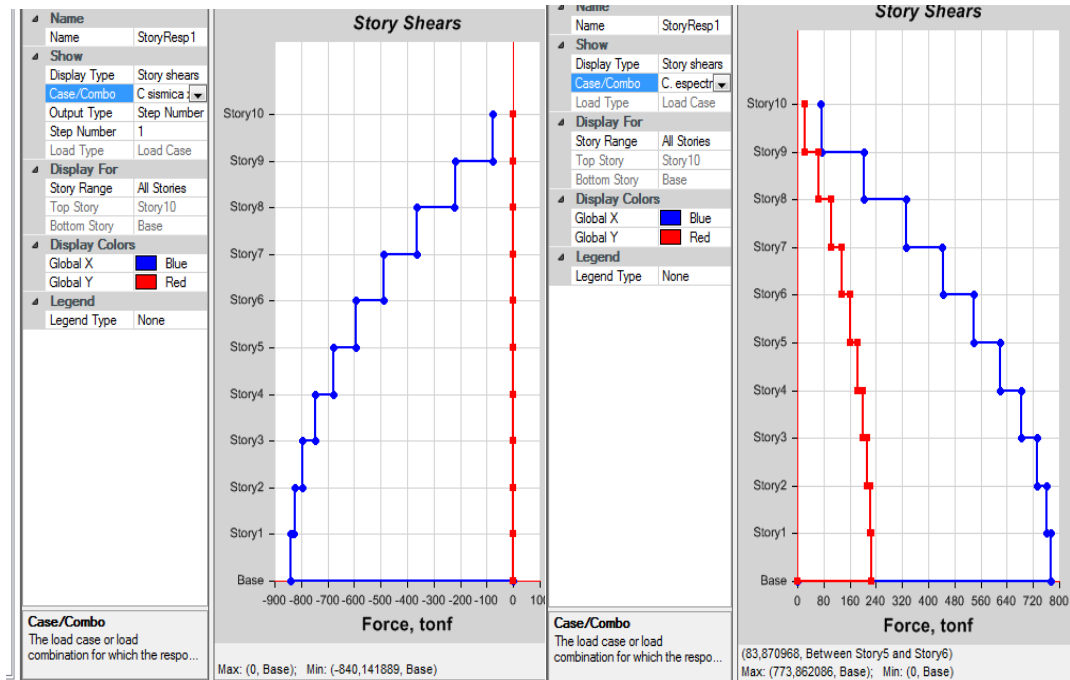 Name
Name StoryResp1
Show
Display Type Story shears
Case/Combo C sismica
Output Type Step Number
Step Number 1
Load Type Load Case
Display For
Story Range All Stories
Top Story Story10
Bottom Story Base
Display Colors
Global X Blue
Global Y Red
Legend
Legend Type None
Case/Combo
The load case or load
combination for which the respo...
Story Shears
Story10
Story9
Story8
Story7
Story6
Story5
Story4
Story3
Story2
Story1
Base
-900 -800 -700 -600 -500 -400 -300 -200 -100 0
Force, tonf
Max: (0, Base); Min: (-840,141889, Base)
Name
Name StoryResp1
Show
Display Type Story shears
Case/Combo C. espectr
Load Type Load Case
Display For
Story Range All Stories
Top Story Story10
Bottom Story Base
Display Colors
Global X Blue
Global Y Red
Legend
Legend Type None
Case/Combo
The load case or load
combination for which the respo...
Story Shears
Story10
Story9
Story8
Story7
Story6
Story5
Story4
Story3
Story2
Story1
Base
0 80 160 240 320 400 480 560 640 720 800
Force, tonf
(83,870968, Between Story5 and Story6)
Max: (773,862086, Base); Min: (0, Base)